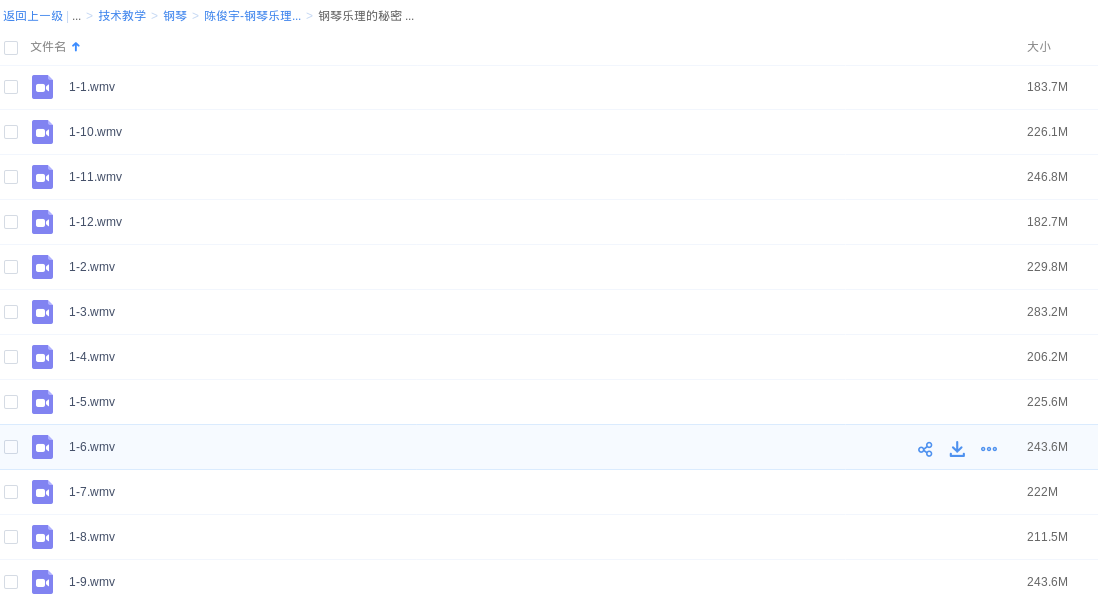 返回上一级 | ... > 技术教学 > 钢琴 > 陈俊宇-钢琴乐理... > 钢琴乐理的秘密 ...
文件名 大小
1-1.wmv 183.7M
1-10.wmv 226.1M
1-11.wmv 246.8M
1-12.wmv 182.7M
1-2.wmv 229.8M
1-3.wmv 283.2M
1-4.wmv 206.2M
1-5.wmv 225.6M
1-6.wmv 243.6M
1-7.wmv 222M
1-8.wmv 211.5M
1-9.wmv 243.6M